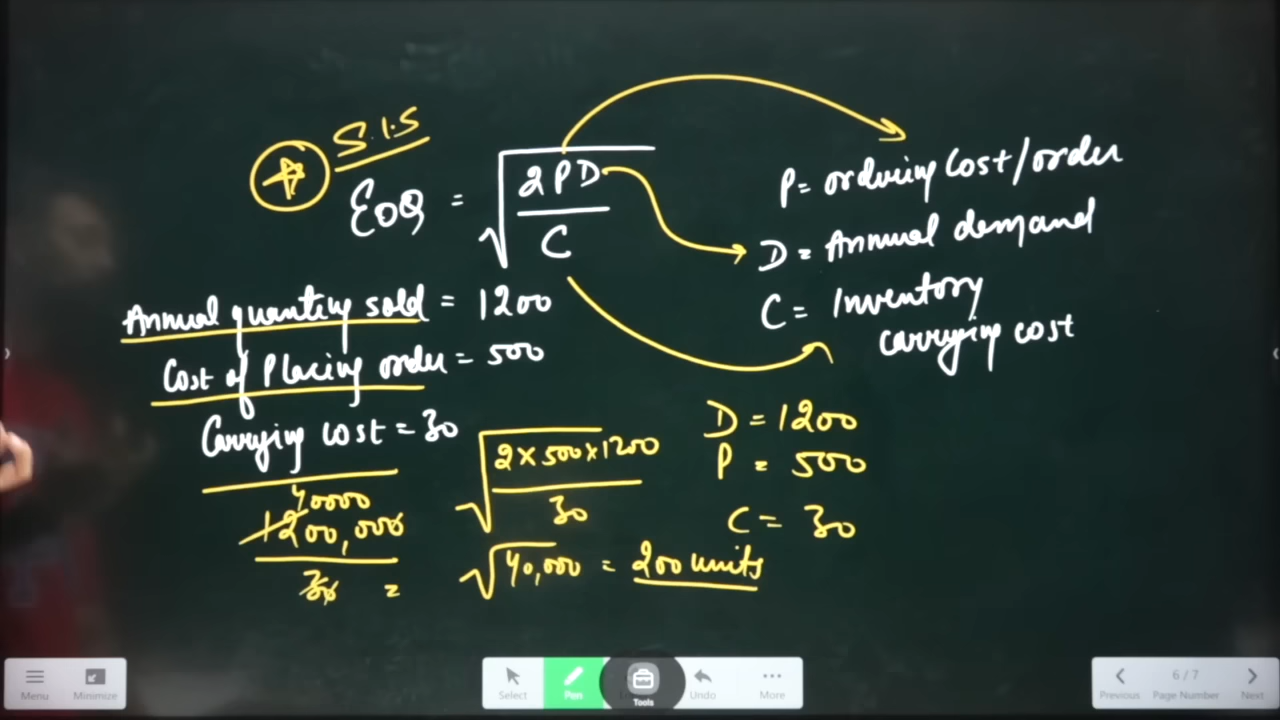 S.I.S
EOQ = √2PD/C
P = ordering cost/order
D = Annual demand
C = Inventory carrying cost
Annual quantity sold = 1200
Cost of Placing order = 500
Carrying cost = 30
D = 1200
P = 500
C = 30
√2×500×1200/30
40000
1200,000
30 =
√40,000 = 200 units
Menu
Minimize
Select
Pen
Tools
Undo
More
Previous
6 / 7
Page Number
Next